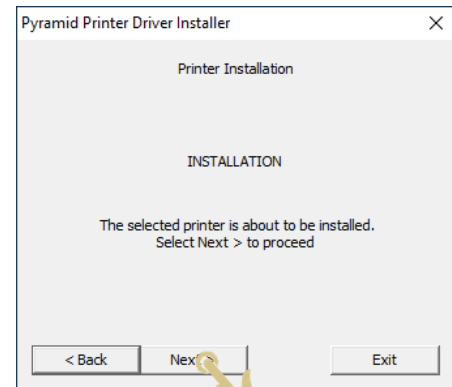 Pyramid Printer Driver Installer
Printer Installation
INSTALLATION
The selected printer is about to be installed.
Select Next > to proceed
< Back Next > Exit